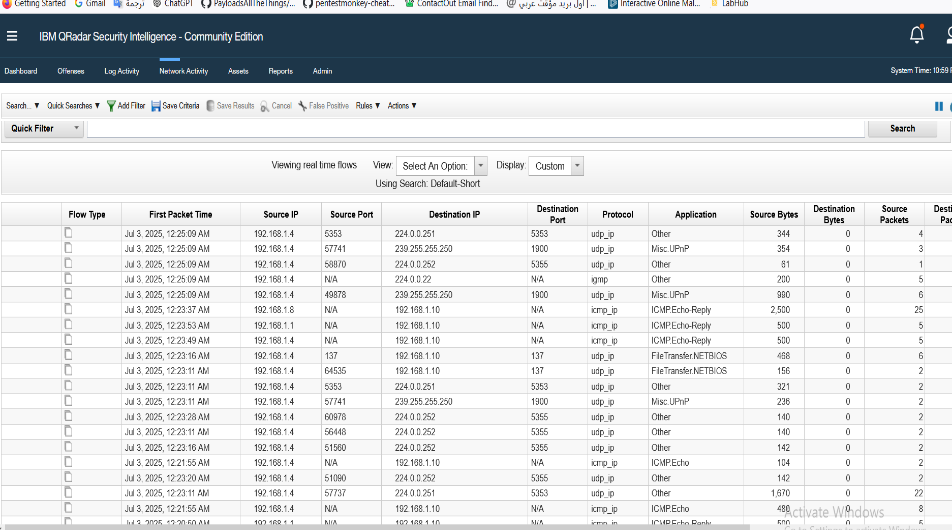 Getting Started Gmail ترجمة ChatGPT PayloadsAllTheThings/... pentestmonkey-cheat... ContactOut Email Find... أول بريد مؤقت عربي @ | ... Interactive Online Mal... LabHub
IBM QRadar Security Intelligence - Community Edition
Dashboard Offenses Log Activity Network Activity Assets Reports Admin System Time: 10:59
Search... ▼ Quick Searches ▼ Add Filter Save Criteria Save Results Cancel False Positive Rules ▼ Actions ▼
Quick Filter Search
Viewing real time flows View: Select An Option: Display: Custom
Using Search: Default-Short
Flow Type First Packet Time Source IP Source Port Destination IP Destination Port Protocol Application Source Bytes Destination Bytes Source Packets
Jul 3, 2025, 12:25:09 AM 192.168.1.4 5353 224.0.0.251 5353 udp_ip Other 344 0 4
Jul 3, 2025, 12:25:09 AM 192.168.1.4 57741 239.255.255.250 1900 udp_ip Misc.UPnP 354 0 3
Jul 3, 2025, 12:25:09 AM 192.168.1.4 58870 224.0.0.252 5355 udp_ip Other 61 0 1
Jul 3, 2025, 12:25:09 AM 192.168.1.4 N/A 224.0.0.22 N/A igmp Other 200 0 5
Jul 3, 2025, 12:25:09 AM 192.168.1.4 49878 239.255.255.250 1900 udp_ip Misc.UPnP 990 0 6
Jul 3, 2025, 12:23:37 AM 192.168.1.8 N/A 192.168.1.10 N/A icmp_ip ICMP.Echo-Reply 2,500 0 25
Jul 3, 2025, 12:23:53 AM 192.168.1.1 N/A 192.168.1.10 N/A icmp_ip ICMP.Echo-Reply 500 0 5
Jul 3, 2025, 12:23:49 AM 192.168.1.4 N/A 192.168.1.10 N/A icmp_ip ICMP.Echo-Reply 500 0 5
Jul 3, 2025, 12:23:16 AM 192.168.1.4 137 192.168.1.10 137 udp_ip FileTransfer.NETBIOS 468 0 6
Jul 3, 2025, 12:23:11 AM 192.168.1.4 64535 192.168.1.10 137 udp_ip FileTransfer.NETBIOS 156 0 2
Jul 3, 2025, 12:23:11 AM 192.168.1.4 5353 224.0.0.251 5353 udp_ip Other 321 0 2
Jul 3, 2025, 12:23:11 AM 192.168.1.4 57741 239.255.255.250 1900 udp_ip Misc.UPnP 236 0 2
Jul 3, 2025, 12:23:28 AM 192.168.1.4 60978 224.0.0.252 5355 udp_ip Other 140 0 2
Jul 3, 2025, 12:23:11 AM 192.168.1.4 56448 224.0.0.252 5355 udp_ip Other 140 0 2
Jul 3, 2025, 12:23:16 AM 192.168.1.4 51560 224.0.0.252 5355 udp_ip Other 142 0 2
Jul 3, 2025, 12:21:55 AM 192.168.1.4 N/A 192.168.1.10 N/A icmp_ip ICMP.Echo 104 0 2
Jul 3, 2025, 12:23:20 AM 192.168.1.4 51090 224.0.0.252 5355 udp_ip Other 142 0 2
Jul 3, 2025, 12:23:11 AM 192.168.1.4 57737 224.0.0.251 5353 udp_ip Other 1,670 0 22
Jul 3, 2025, 12:21:55 AM 192.168.1.4 N/A 192.168.1.10 N/A icmp_ip ICMP.Echo 0 8
Activate Windows
Jul 3, 2025, 12:20:50 AM 192.168.1.1 N/A 192.168.1.10 N/A icmp_ip ICMP.Echo-Reply 500 0 5